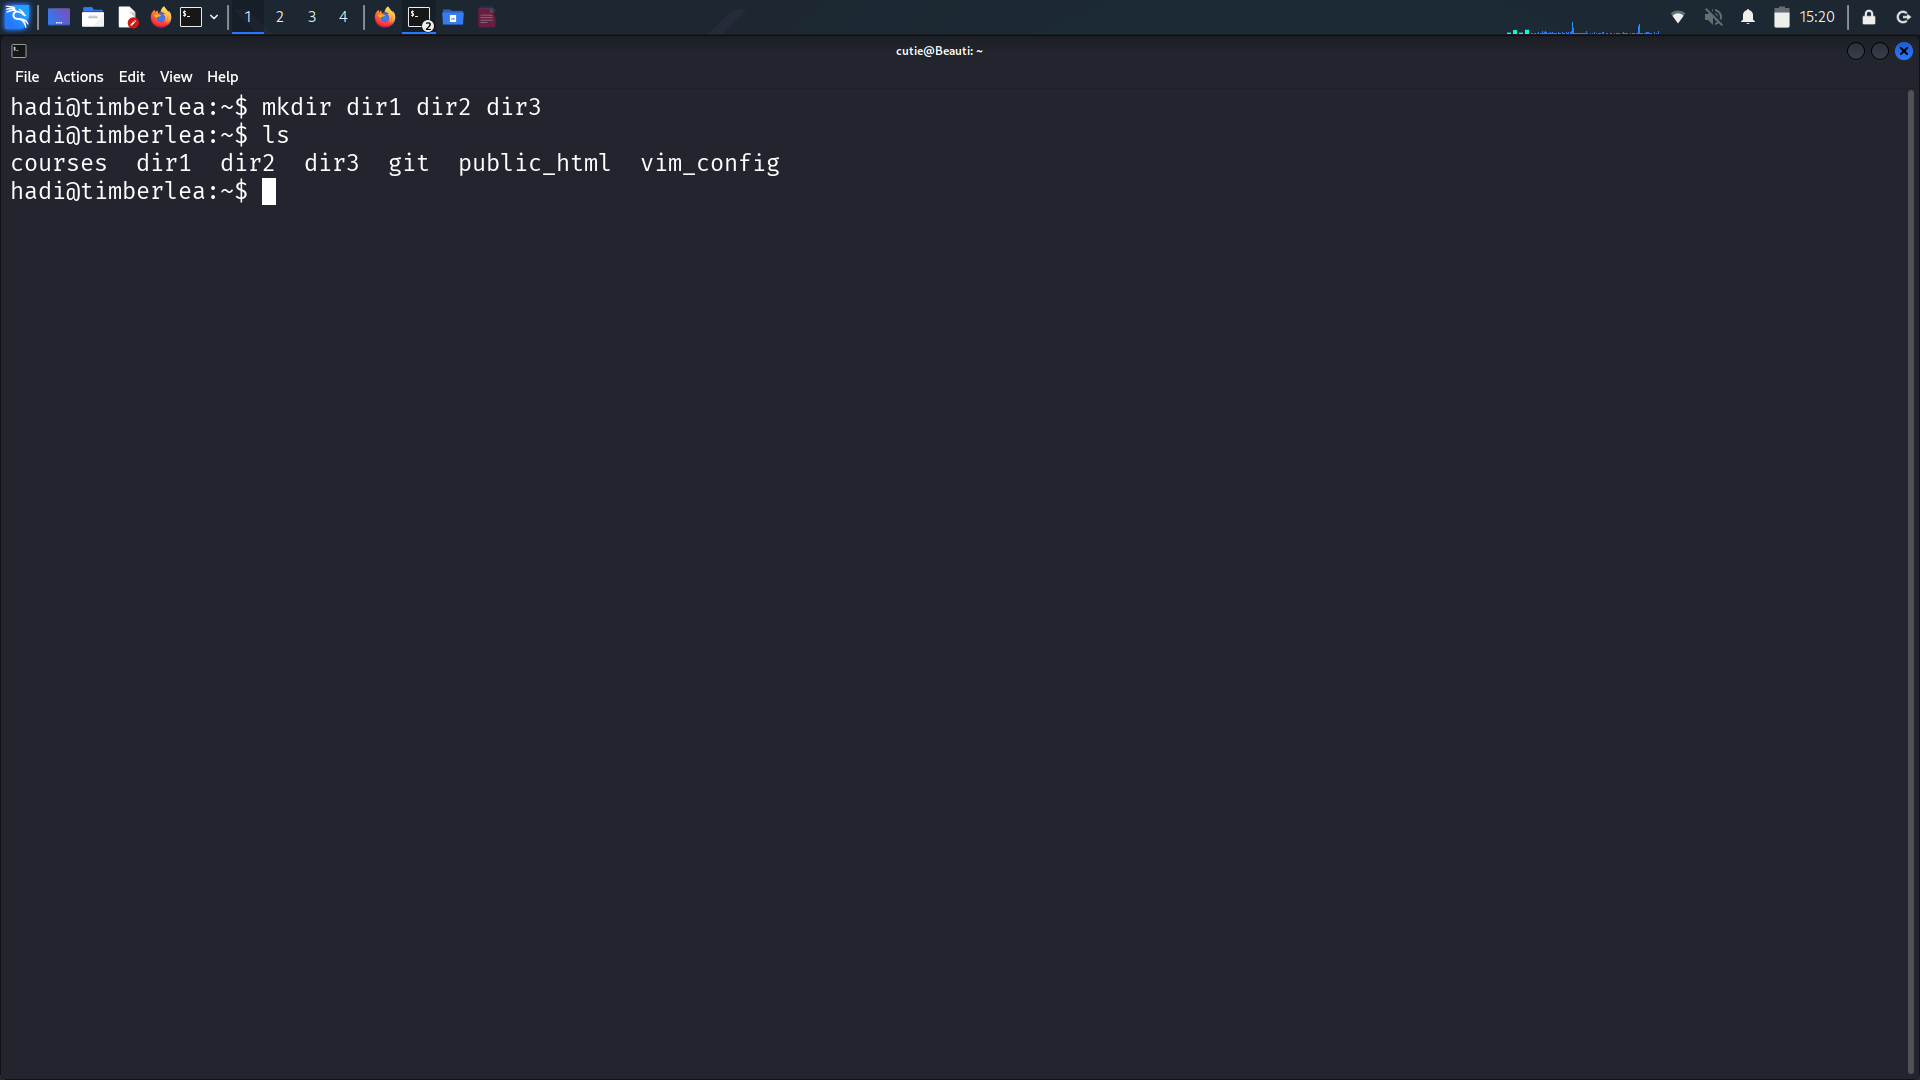 1 2 3 4 2 15:20
cutie@Beauti: ~
File Actions Edit View Help
hadi@timberlea:~$ mkdir dir1 dir2 dir3
hadi@timberlea:~$ ls
courses  dir1  dir2  dir3  git  public_html  vim_config
hadi@timberlea:~$